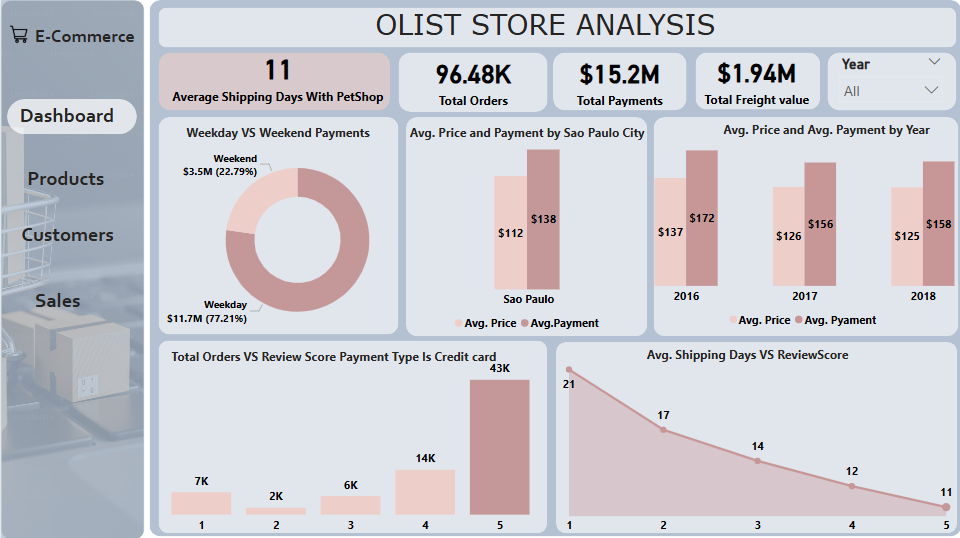 E-Commerce
Dashboard
Products
Customers
Sales
OLIST STORE ANALYSIS
11
Average Shipping Days With PetShop
96.48K
Total Orders
$15.2M
Total Payments
$1.94M
Total Freight value
Year
All
Weekday VS Weekend Payments
Weekend
$3.5M (22.79%)
Weekday
$11.7M (77.21%)
Avg. Price and Payment by Sao Paulo City
$112
$138
Sao Paulo
Avg. Price
Avg.Payment
Avg. Price and Avg. Payment by Year
$137
$172
$126
$156
$125
$158
2016
2017
2018
Avg. Price
Avg. Pyament
Total Orders VS Review Score Payment Type Is Credit card
7K
2K
6K
14K
43K
1
2
3
4
5
Avg. Shipping Days VS ReviewScore
21
17
14
12
11
1
2
3
4
5